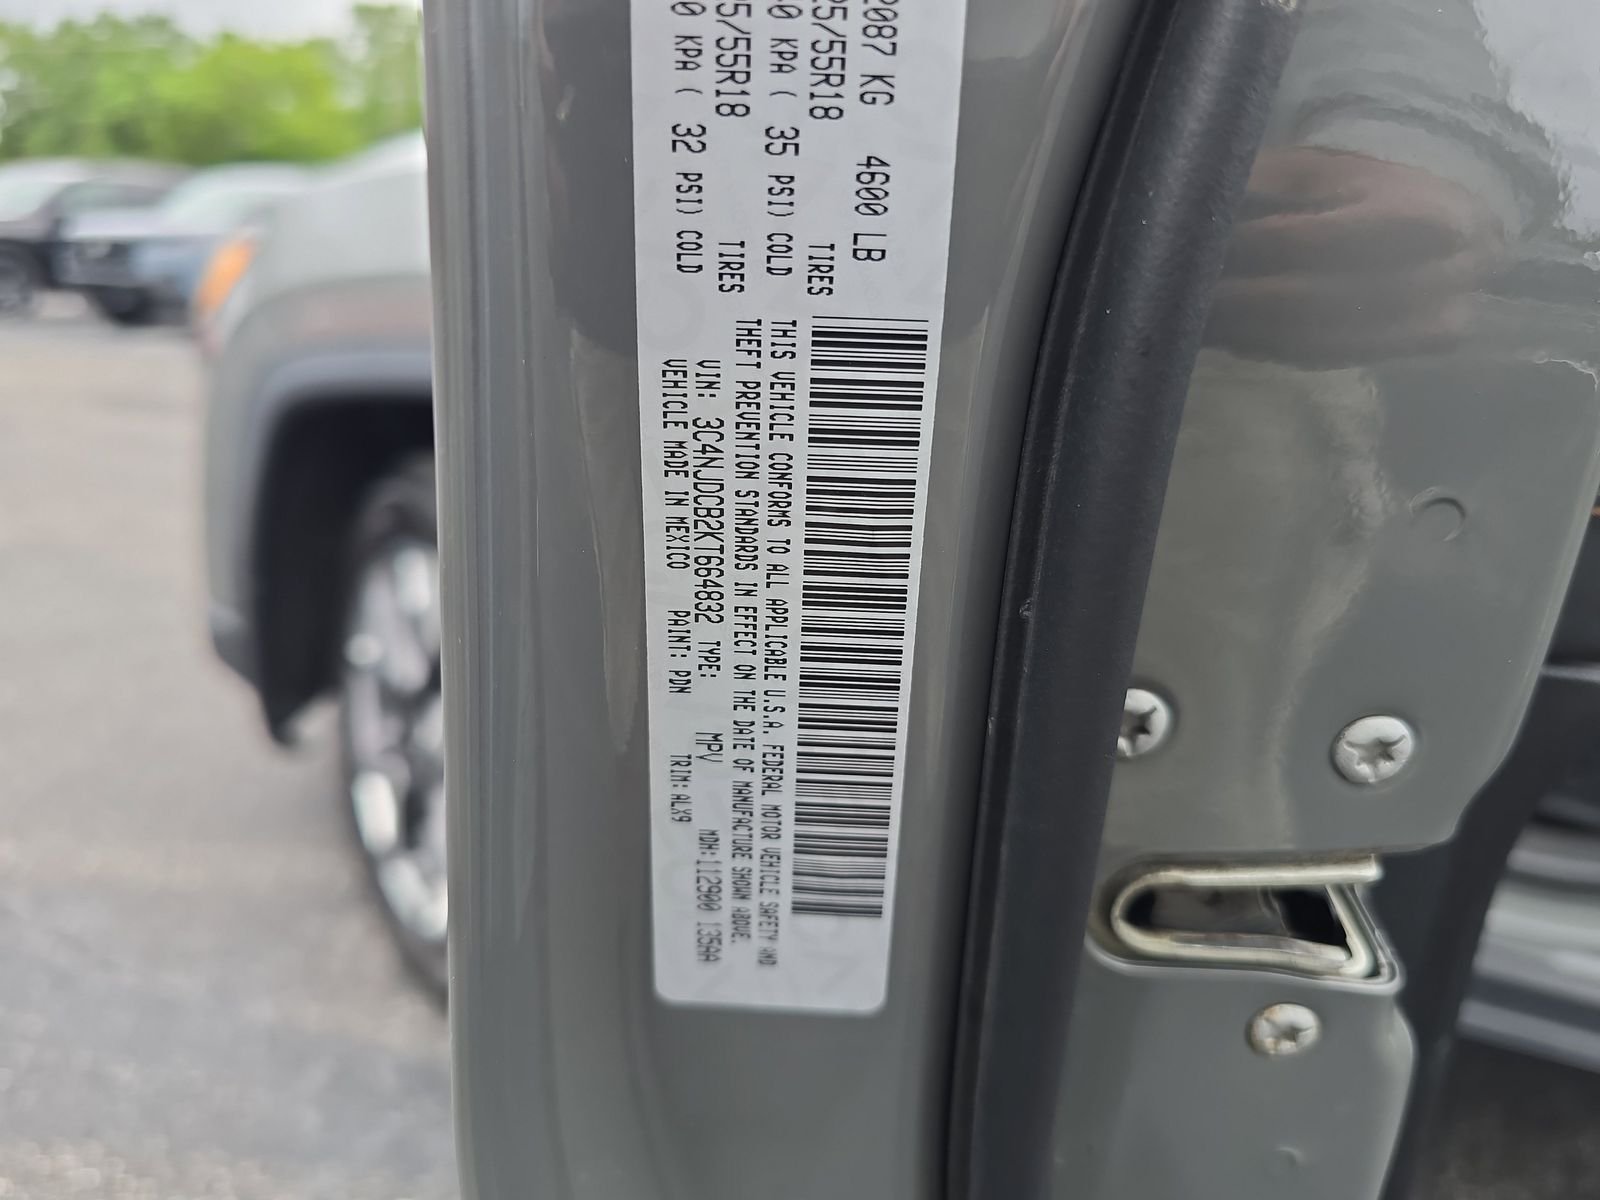 2087 KG 4600 LB
25/55R18 TIRES
0 KPA ( 35 PSI) COLD
5/55R18 TIRES
0 KPA ( 32 PSI) COLD
THIS VEHICLE CONFORMS TO ALL APPLICABLE U.S.A. FEDERAL MOTOR VEHICLE SAFETY AND
THEFT PREVENTION STANDARDS IN EFFECT ON THE DATE OF MANUFACTURE SHOWN ABOVE.
VIN: 3C4NJDCB2KT664832 TYPE: MPV MDH:112900 135AA
VEHICLE MADE IN MEXICO PAINT: PDN TRIM:ALX9